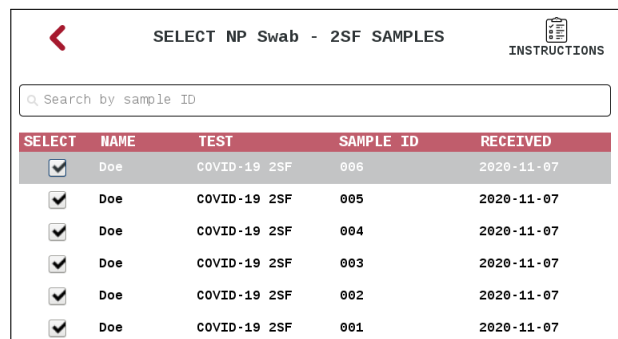 SELECT NP Swab - 2SF SAMPLES
INSTRUCTIONS
Search by sample ID
SELECT NAME TEST SAMPLE ID RECEIVED
Doe COVID-19 2SF 006 2020-11-07
Doe COVID-19 2SF 005 2020-11-07
Doe COVID-19 2SF 004 2020-11-07
Doe COVID-19 2SF 003 2020-11-07
Doe COVID-19 2SF 002 2020-11-07
Doe COVID-19 2SF 001 2020-11-07